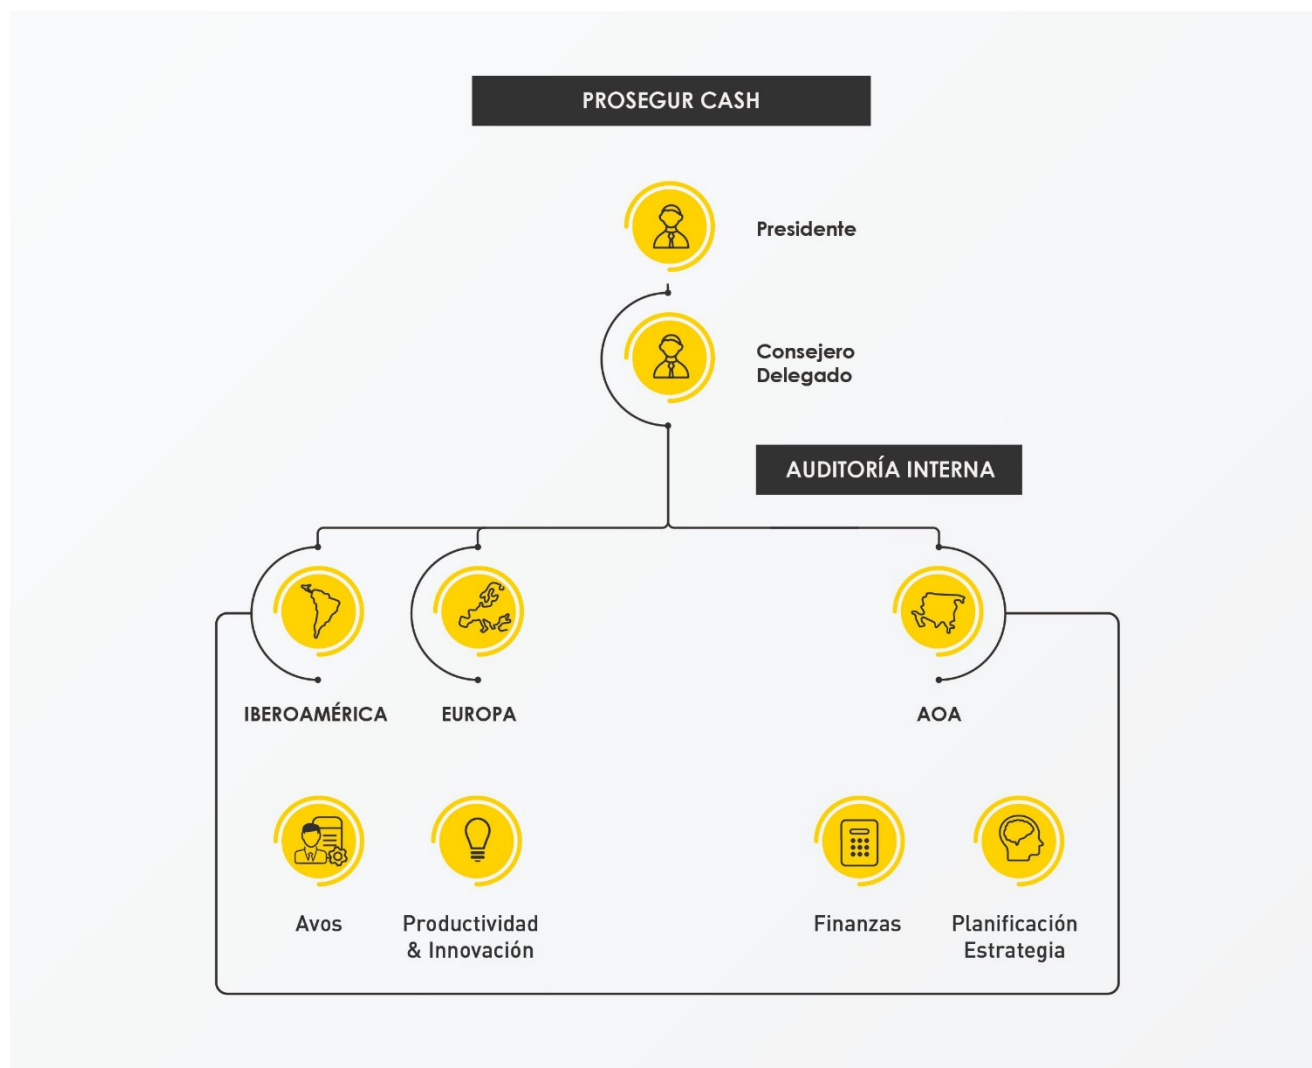 PROSEGUR CASH
Presidente
Consejero
Delegado
AUDITORÍA INTERNA
IBEROAMÉRICA
EUROPA
AOA
Avos
Productividad
& Innovación
Finanzas
Planificación
Estrategia